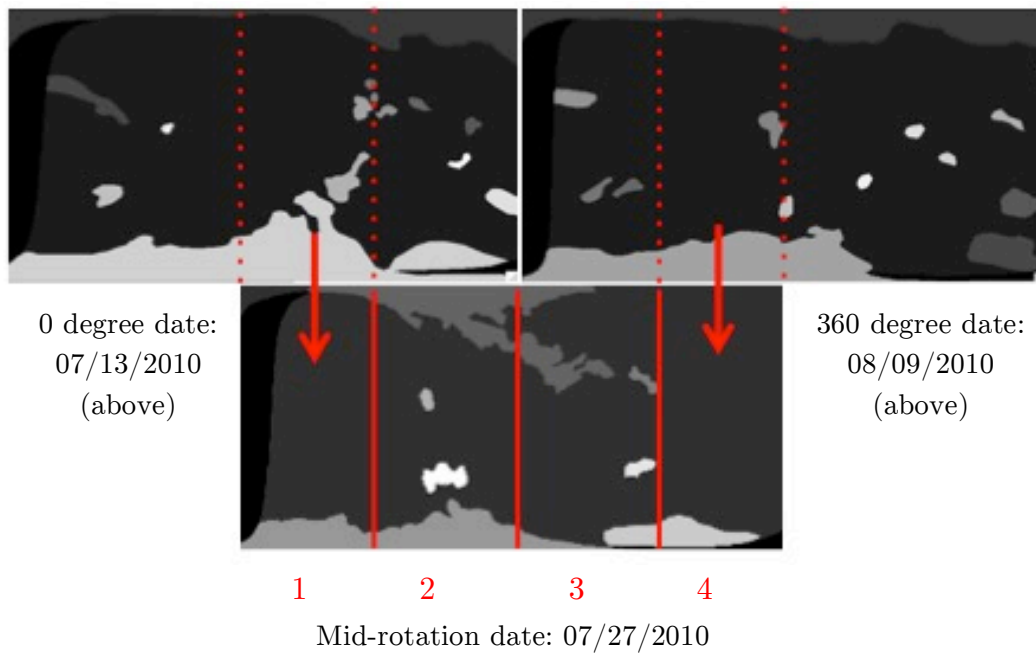 0 degree date:
07/13/2010
(above)
360 degree date:
08/09/2010
(above)
1 2 3 4
Mid-rotation date: 07/27/2010